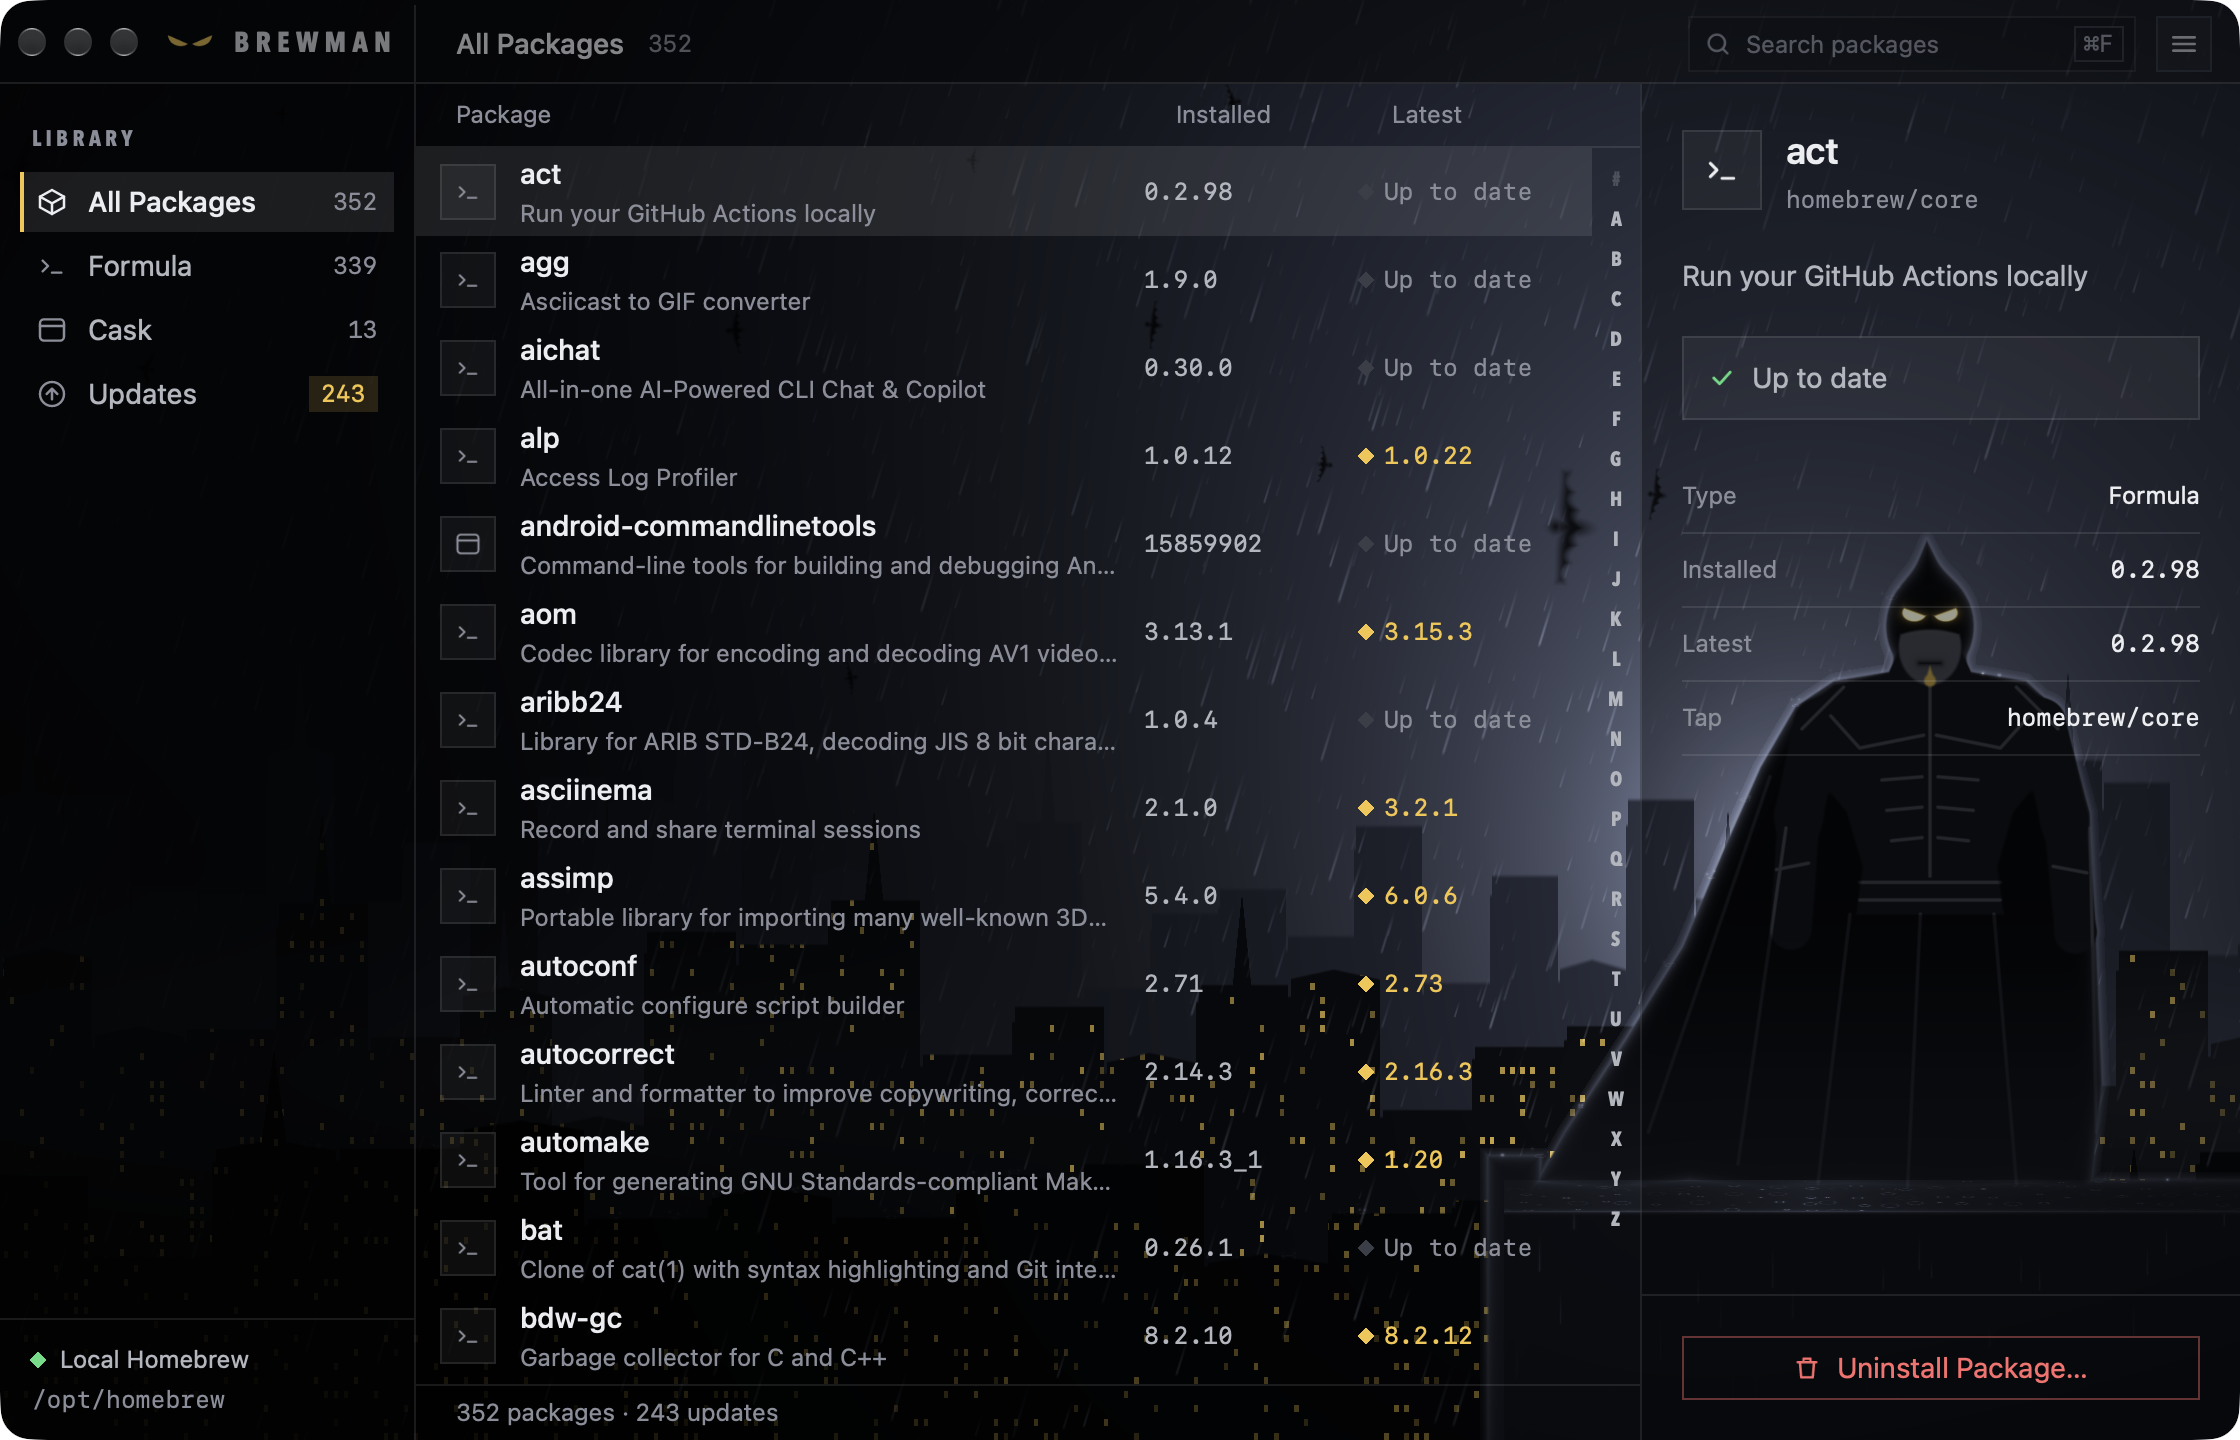 BREWMAN
All Packages 352
Search packages ⌘F
LIBRARY
All Packages 352
Formula 339
Cask 13
Updates 243
Local Homebrew
/opt/homebrew
Package Installed Latest
act
Run your GitHub Actions locally
0.2.98 Up to date
agg
Asciicast to GIF converter
1.9.0 Up to date
aichat
All-in-one AI-Powered CLI Chat & Copilot
0.30.0 Up to date
alp
Access Log Profiler
1.0.12 1.0.22
android-commandlinetools
Command-line tools for building and debugging An...
15859902 Up to date
aom
Codec library for encoding and decoding AV1 video...
3.13.1 3.15.3
aribb24
Library for ARIB STD-B24, decoding JIS 8 bit chara...
1.0.4 Up to date
asciinema
Record and share terminal sessions
2.1.0 3.2.1
assimp
Portable library for importing many well-known 3D...
5.4.0 6.0.6
autoconf
Automatic configure script builder
2.71 2.73
autocorrect
Linter and formatter to improve copywriting, correc...
2.14.3 2.16.3
automake
Tool for generating GNU Standards-compliant Mak...
1.16.3_1 1.20
bat
Clone of cat(1) with syntax highlighting and Git inte...
0.26.1 Up to date
bdw-gc
Garbage collector for C and C++
8.2.10 8.2.12
352 packages · 243 updates
#
A
B
C
D
E
F
G
H
I
J
K
L
M
N
O
P
Q
R
S
T
U
V
W
X
Y
Z
act
homebrew/core
Run your GitHub Actions locally
Up to date
Type Formula
Installed 0.2.98
Latest 0.2.98
Tap homebrew/core
Uninstall Package...